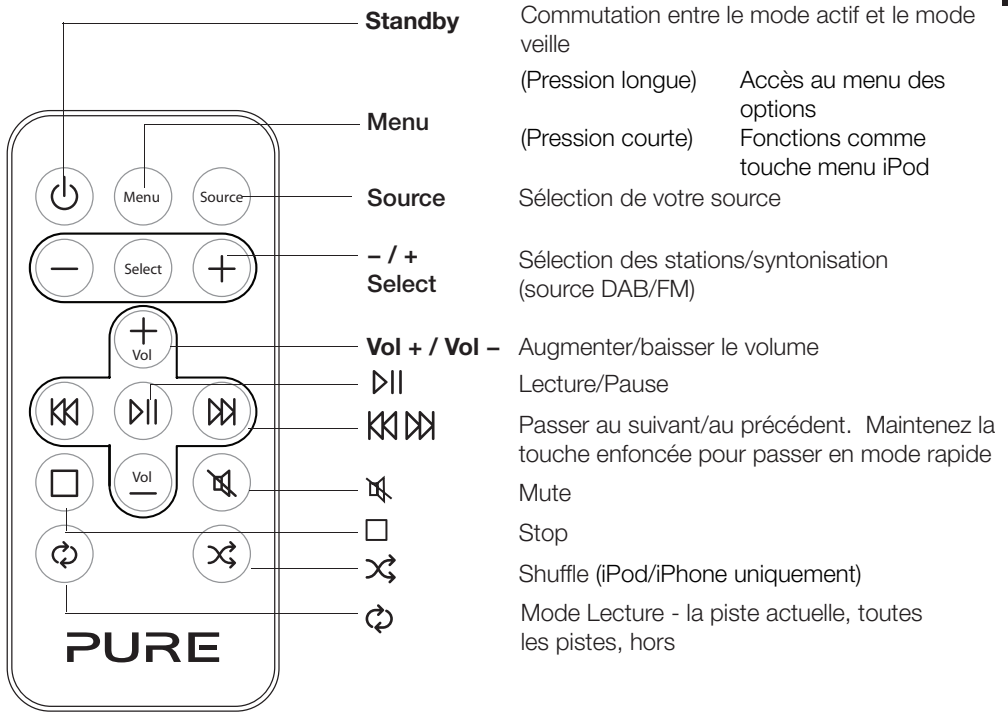 Standby Commutation entre le mode actif et le mode
veille
Menu (Pression longue) Accès au menu des
options
(Pression courte) Fonctions comme
touche menu iPod
Source Sélection de votre source
– / +
Select Sélection des stations/syntonisation
(source DAB/FM)
Vol + / Vol – Augmenter/baisser le volume
Lecture/Pause
Passer au suivant/au précédent. Maintenez la
touche enfoncée pour passer en mode rapide
Mute
Stop
Shuffle (iPod/iPhone uniquement)
Mode Lecture - la piste actuelle, toutes
les pistes, hors
Menu Source
– Select +
+
Vol
Vol
–
PURE